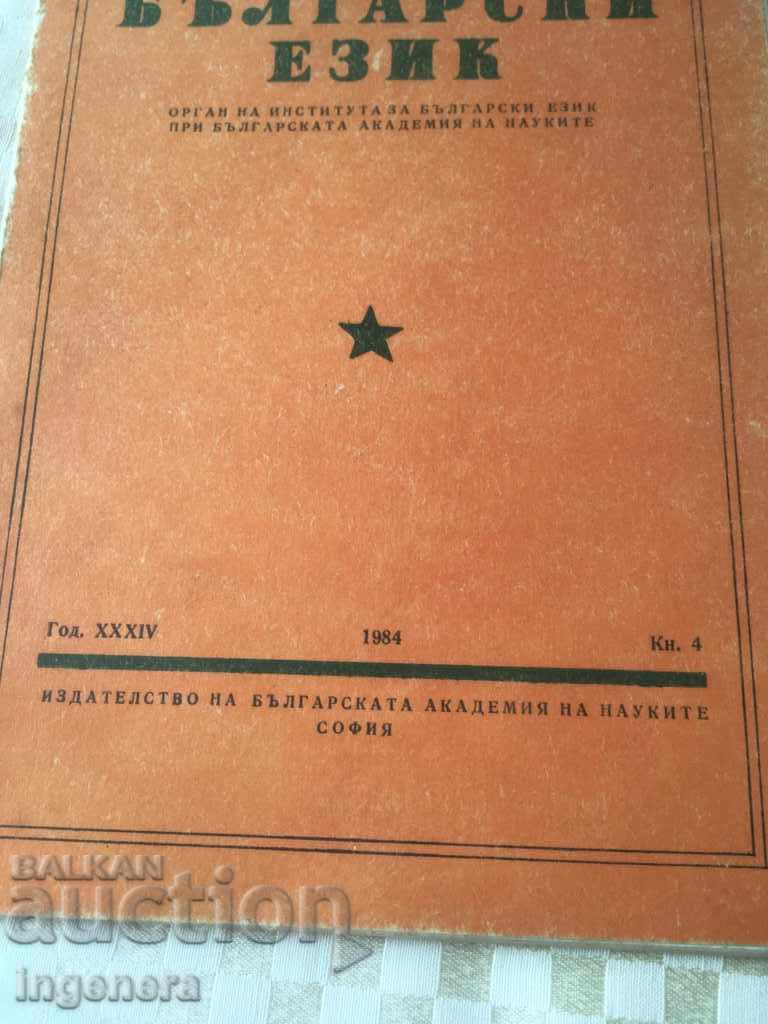 БЪЛГАРСКИ
ЕЗИК
ОРГАН НА ИНСТИТУТА ЗА БЪЛГАРСКИ ЕЗИК
ПРИ БЪЛГАРСКАТА АКАДЕМИЯ НА НАУКИТЕ
Год. XXXIV 1984 Кн. 4
ИЗДАТЕЛСТВО НА БЪЛГАРСКАТА АКАДЕМИЯ НА НАУКИТЕ
СОФИЯ
BALKAN
auction
ingenera